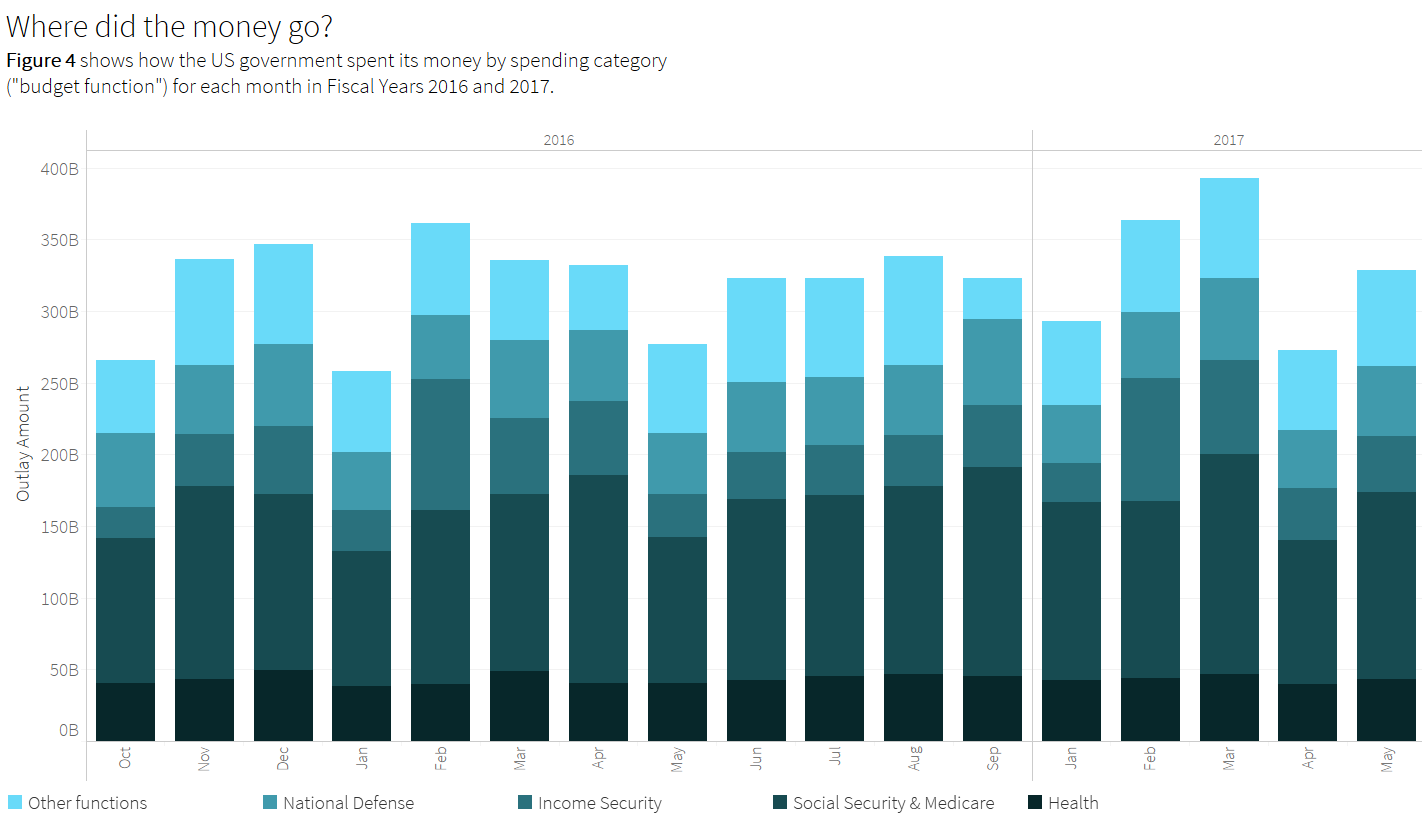 Where did the money go?
Figure 4 shows how the US government spent its money by spending category
("budget function") for each month in Fiscal Years 2016 and 2017.
2016
2017
400B
350B
300B
250B
200B
150B
100B
50B
0B
Outlay Amount
Oct
Nov
Dec
Jan
Feb
Mar
Apr
May
Jun
Jul
Aug
Sep
Jan
Feb
Mar
Apr
May
Other functions
National Defense
Income Security
Social Security & Medicare
Health